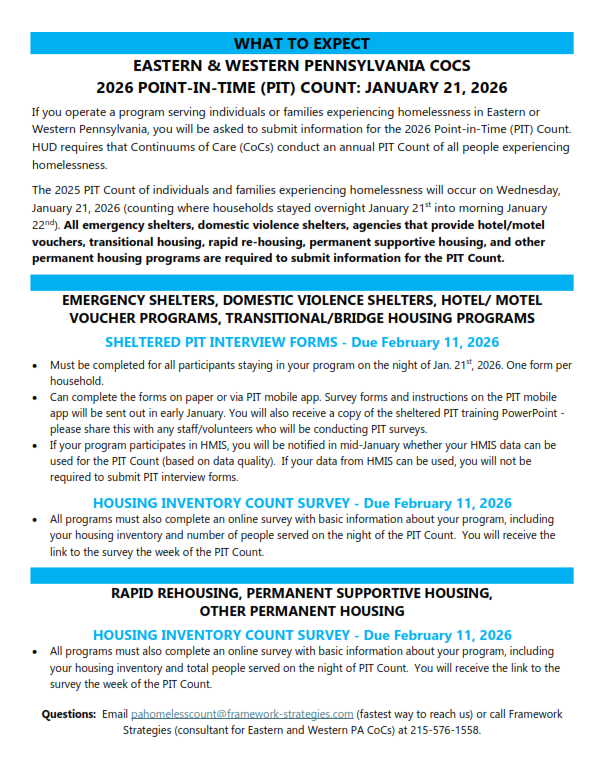 WHAT TO EXPECT
EASTERN & WESTERN PENNSYLVANIA COCS
2026 POINT-IN-TIME (PIT) COUNT: JANUARY 21, 2026
If you operate a program serving individuals or families experiencing homelessness in Eastern or
Western Pennsylvania, you will be asked to submit information for the 2026 Point-in-Time (PIT) Count.
HUD requires that Continuums of Care (CoCs) conduct an annual PIT Count of all people experiencing
homelessness.
The 2025 PIT Count of individuals and families experiencing homelessness will occur on Wednesday,
January 21, 2026 (counting where households stayed overnight January 21st into morning January
22nd). All emergency shelters, domestic violence shelters, agencies that provide hotel/motel
vouchers, transitional housing, rapid re-housing, permanent supportive housing, and other
permanent housing programs are required to submit information for the PIT Count.
EMERGENCY SHELTERS, DOMESTIC VIOLENCE SHELTERS, HOTEL/ MOTEL
VOUCHER PROGRAMS, TRANSITIONAL/BRIDGE HOUSING PROGRAMS
SHELTERED PIT INTERVIEW FORMS - Due February 11, 2026
• Must be completed for all participants staying in your program on the night of Jan. 21st, 2026. One form per
household.
• Can complete the forms on paper or via PIT mobile app. Survey forms and instructions on the PIT mobile
app will be sent out in early January. You will also receive a copy of the sheltered PIT training PowerPoint -
please share this with any staff/volunteers who will be conducting PIT surveys.
• If your program participates in HMIS, you will be notified in mid-January whether your HMIS data can be
used for the PIT Count (based on data quality). If your data from HMIS can be used, you will not be
required to submit PIT interview forms.
HOUSING INVENTORY COUNT SURVEY - Due February 11, 2026
• All programs must also complete an online survey with basic information about your program, including
your housing inventory and number of people served on the night of the PIT Count. You will receive the
link to the survey the week of the PIT Count.
RAPID REHOUSING, PERMANENT SUPPORTIVE HOUSING,
OTHER PERMANENT HOUSING
HOUSING INVENTORY COUNT SURVEY - Due February 11, 2026
• All programs must also complete an online survey with basic information about your program, including
your housing inventory and total people served on the night of PIT Count. You will receive the link to the
survey the week of the PIT Count.
Questions: Email pahomelesscount@framework-strategies.com (fastest way to reach us) or call Framework
Strategies (consultant for Eastern and Western PA CoCs) at 215-576-1558.